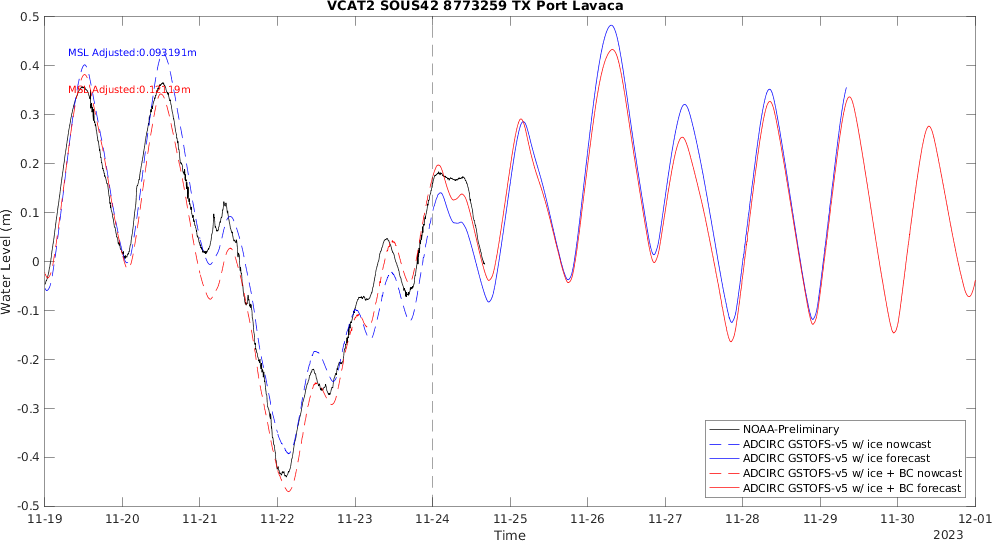 VCAT2 SOUS42 8773259 TX Port Lavaca
MSL Adjusted:0.093191m
MSL Adjusted:0.12119m
Water Level (m)
0.5
0.4
0.3
0.2
0.1
0
-0.1
-0.2
-0.3
-0.4
-0.5
NOAA-Preliminary
ADCIRC GSTOFS-v5 w/ ice nowcast
ADCIRC GSTOFS-v5 w/ ice forecast
ADCIRC GSTOFS-v5 w/ ice + BC nowcast
ADCIRC GSTOFS-v5 w/ ice + BC forecast
11-19 11-20 11-21 11-22 11-23 11-24 11-25 11-26 11-27 11-28 11-29 11-30 12-01
Time
2023